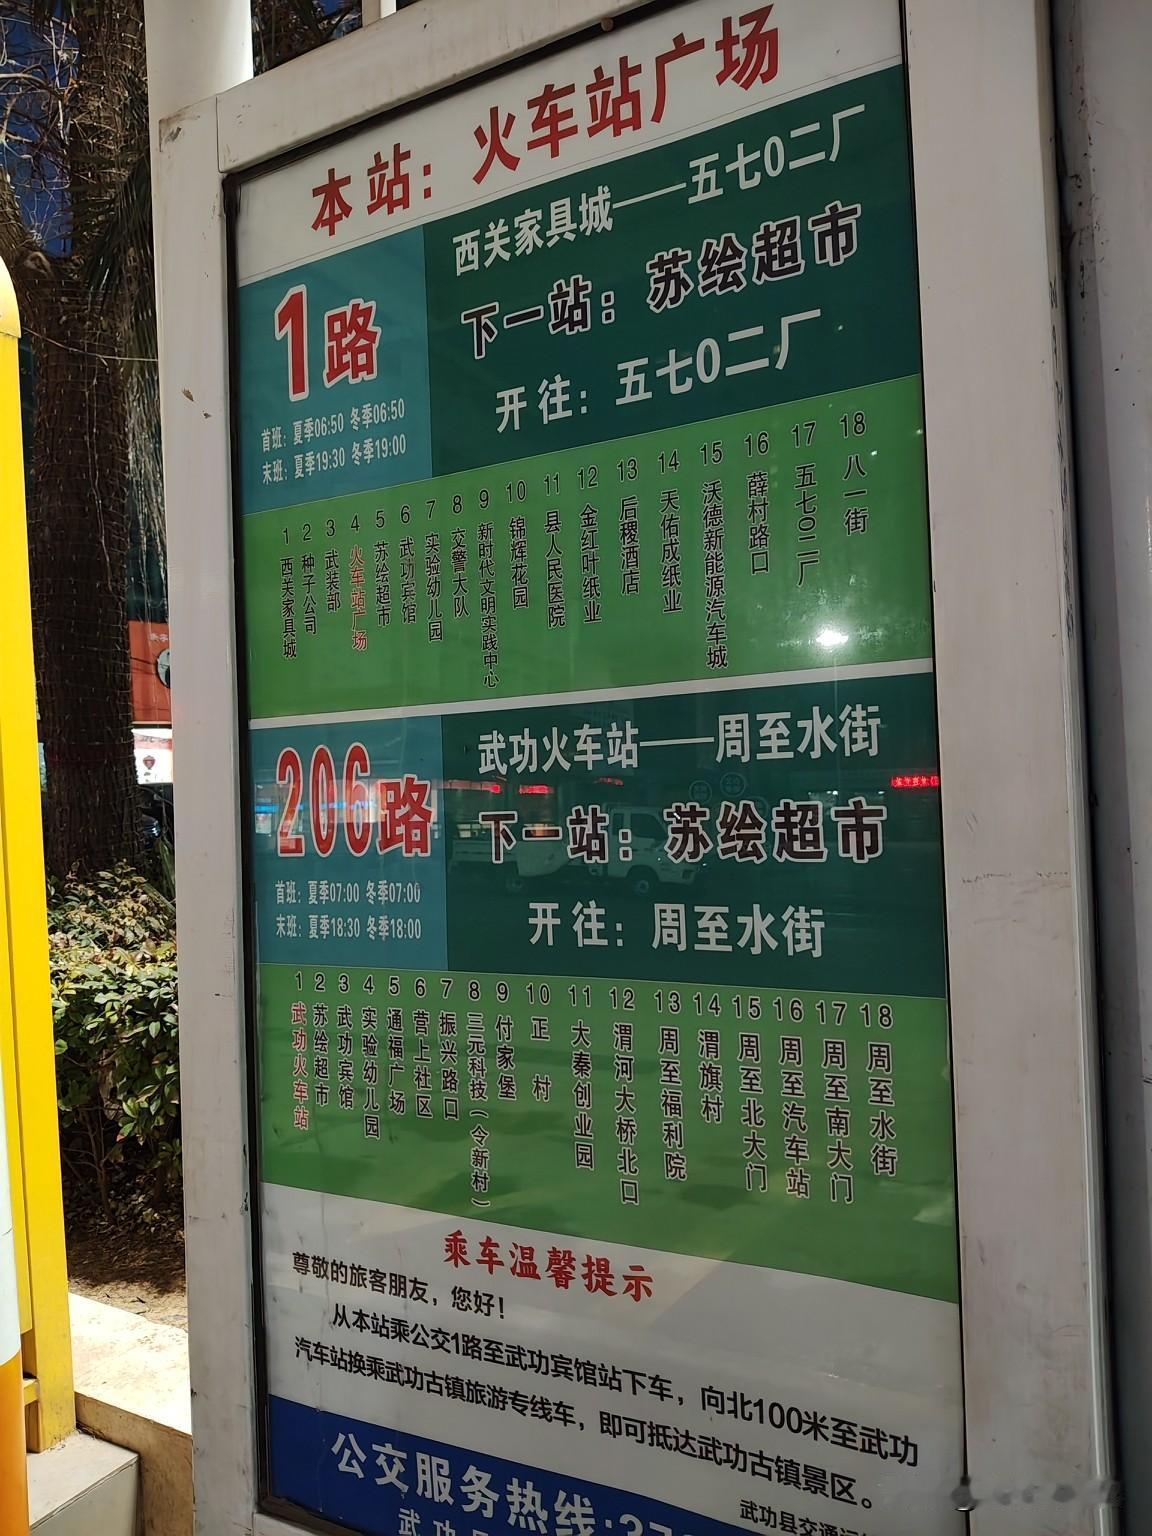 本站：火车站广场
1路
首班：夏季06:50 冬季06:50
末班：夏季19:30 冬季19:00
西关家具城——五七0二厂
下一站：苏绘超市
开往：五七0二厂
1 西关家具城
2 种子公司
3 武装部
4 火车站广场
5 苏绘超市
6 武功宾馆
7 实验幼儿园
8 交警大队
9 新时代文明实践中心
10 锦辉花园
11 县人民医院
12 金红叶纸业
13 后稷酒店
14 天佑成纸业
15 沃德新能源汽车城
16 薛村路口
17 五七0二厂
18 八一街
206路
首班：夏季07:00 冬季07:00
末班：夏季18:30 冬季18:00
武功火车站——周至水街
下一站：苏绘超市
开往：周至水街
1 武功火车站
2 苏绘超市
3 武功宾馆
4 实验幼儿园
5 通福广场
6 营上社区
7 振兴路口
8 三元科技（令新村）
9 付家堡
10 正村
11 大秦创业园
12 渭河大桥北口
13 周至福利院
14 渭旗村
15 周至北大门
16 周至汽车站
17 周至南大门
18 周至水街
乘车温馨提示
尊敬的旅客朋友，您好！
从本站乘公交1路至武功宾馆站下车，向北100米至武功
汽车站换乘武功古镇旅游专线车，即可抵达武功古镇景区。
武功县交通运
公交服务热线:37
武功